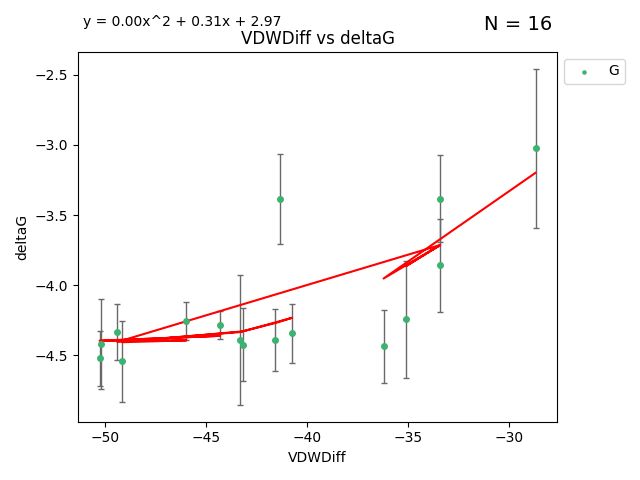 y = 0.00x^2 + 0.31x + 2.97
N = 16
VDWDiff vs deltaG
G
−2.5
−3.0
−3.5
−4.0
−4.5
deltaG
−50
−45
−40
−35
−30
VDWDiff